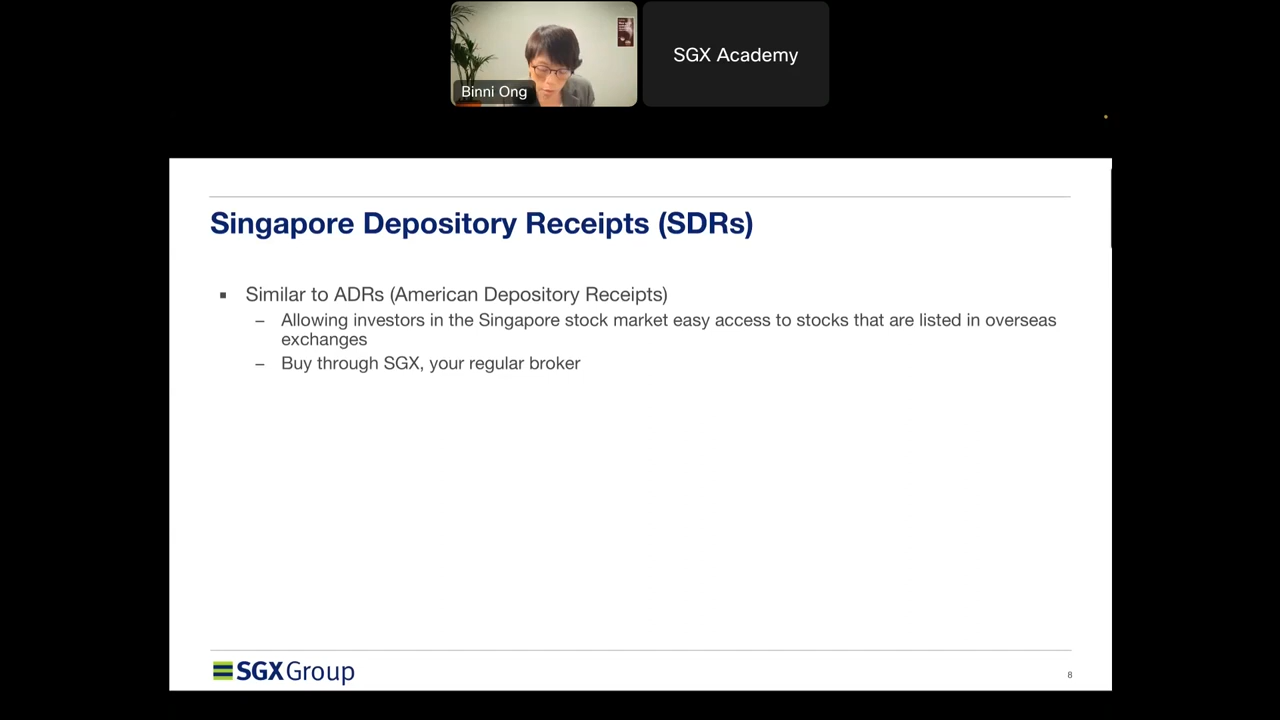 Binni Ong
SGX Academy
Singapore Depository Receipts (SDRs)
▪ Similar to ADRs (American Depository Receipts)
– Allowing investors in the Singapore stock market easy access to stocks that are listed in overseas
exchanges
– Buy through SGX, your regular broker
SGX Group
8